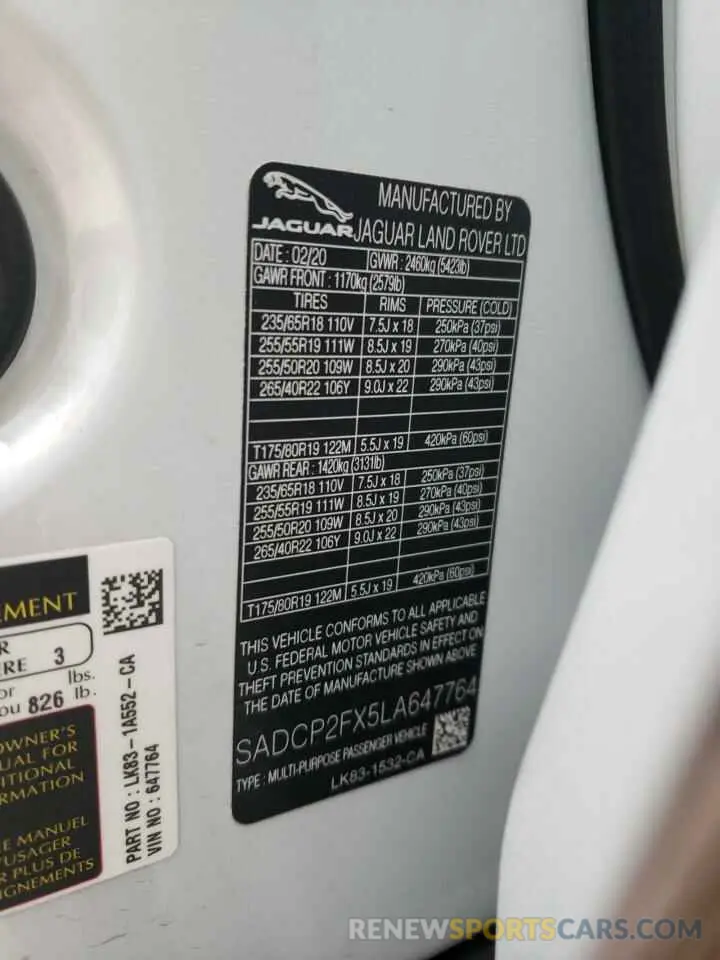 MANUFACTURED BY
JAGUAR JAGUAR LAND ROVER LTD
DATE : 02/20 GVWR : 2460kg (5423lb)
GAWR FRONT : 1170kg (2579lb)
TIRES RIMS PRESSURE (COLD)
235/65R18 110V 7.5J x 18 250kPa (37psi)
255/55R19 111W 8.5J x 19 270kPa (40psi)
255/50R20 109W 8.5J x 20 290kPa (43psi)
265/40R22 106Y 9.0J x 22 290kPa (43psi)
T175/80R19 122M 5.5J x 19 420kPa (60psi)
GAWR REAR : 1420kg (3131lb)
235/65R18 110V 7.5J x 18 250kPa (37psi)
255/55R19 111W 8.5J x 19 270kPa (40psi)
255/50R20 109W 8.5J x 20 290kPa (43psi)
265/40R22 106Y 9.0J x 22 290kPa (43psi)
T175/80R19 122M 5.5J x 19 420kPa (60psi)
THIS VEHICLE CONFORMS TO ALL APPLICABLE
U.S. FEDERAL MOTOR VEHICLE SAFETY AND
THEFT PREVENTION STANDARDS IN EFFECT ON
THE DATE OF MANUFACTURE SHOWN ABOVE
SADCP2FX5LA647764
TYPE : MULTI-PURPOSE PASSENGER VEHICLE
LK83-1532-CA
EMENT
R
RE 3
or lbs.
ou 826 lb.
OWNER'S
UAL FOR
DITIONAL
ORMATION
E MANUEL
'USAGER
R PLUS DE
IGNEMENTS
PART NO : LK83-1A552-CA
VIN NO : 647764
RENEWSPORTSCARS.COM